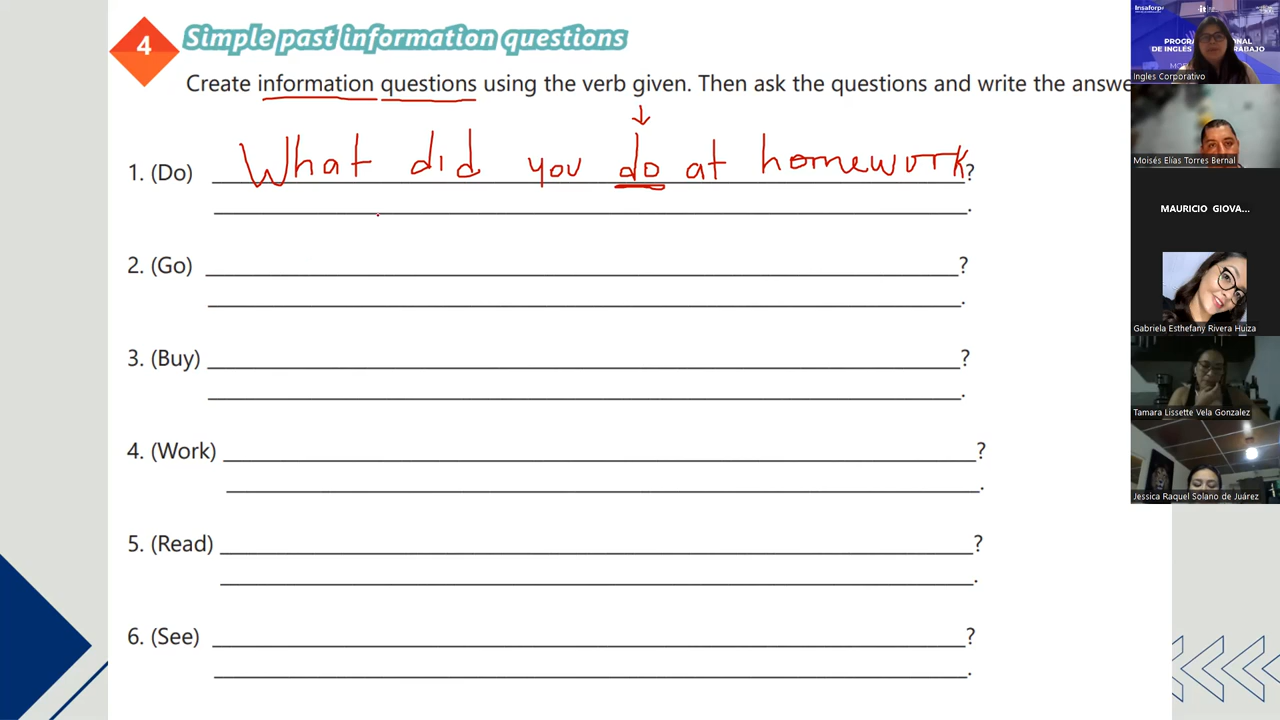 4 Simple past information questions
Create information questions using the verb given. Then ask the questions and write the answe
1. (Do) What did you do at homework?
.
2. (Go) ?
.
3. (Buy) ?
.
4. (Work) ?
.
5. (Read) ?
.
6. (See) ?
.
Insaforp
Ingles Corporativo
Moisés Elías Torres Bernal
MAURICIO GIOVA...
Gabriela Esthefany Rivera Huiza
Tamara Lissette Vela Gonzalez
Jessica Raquel Solano de Juárez